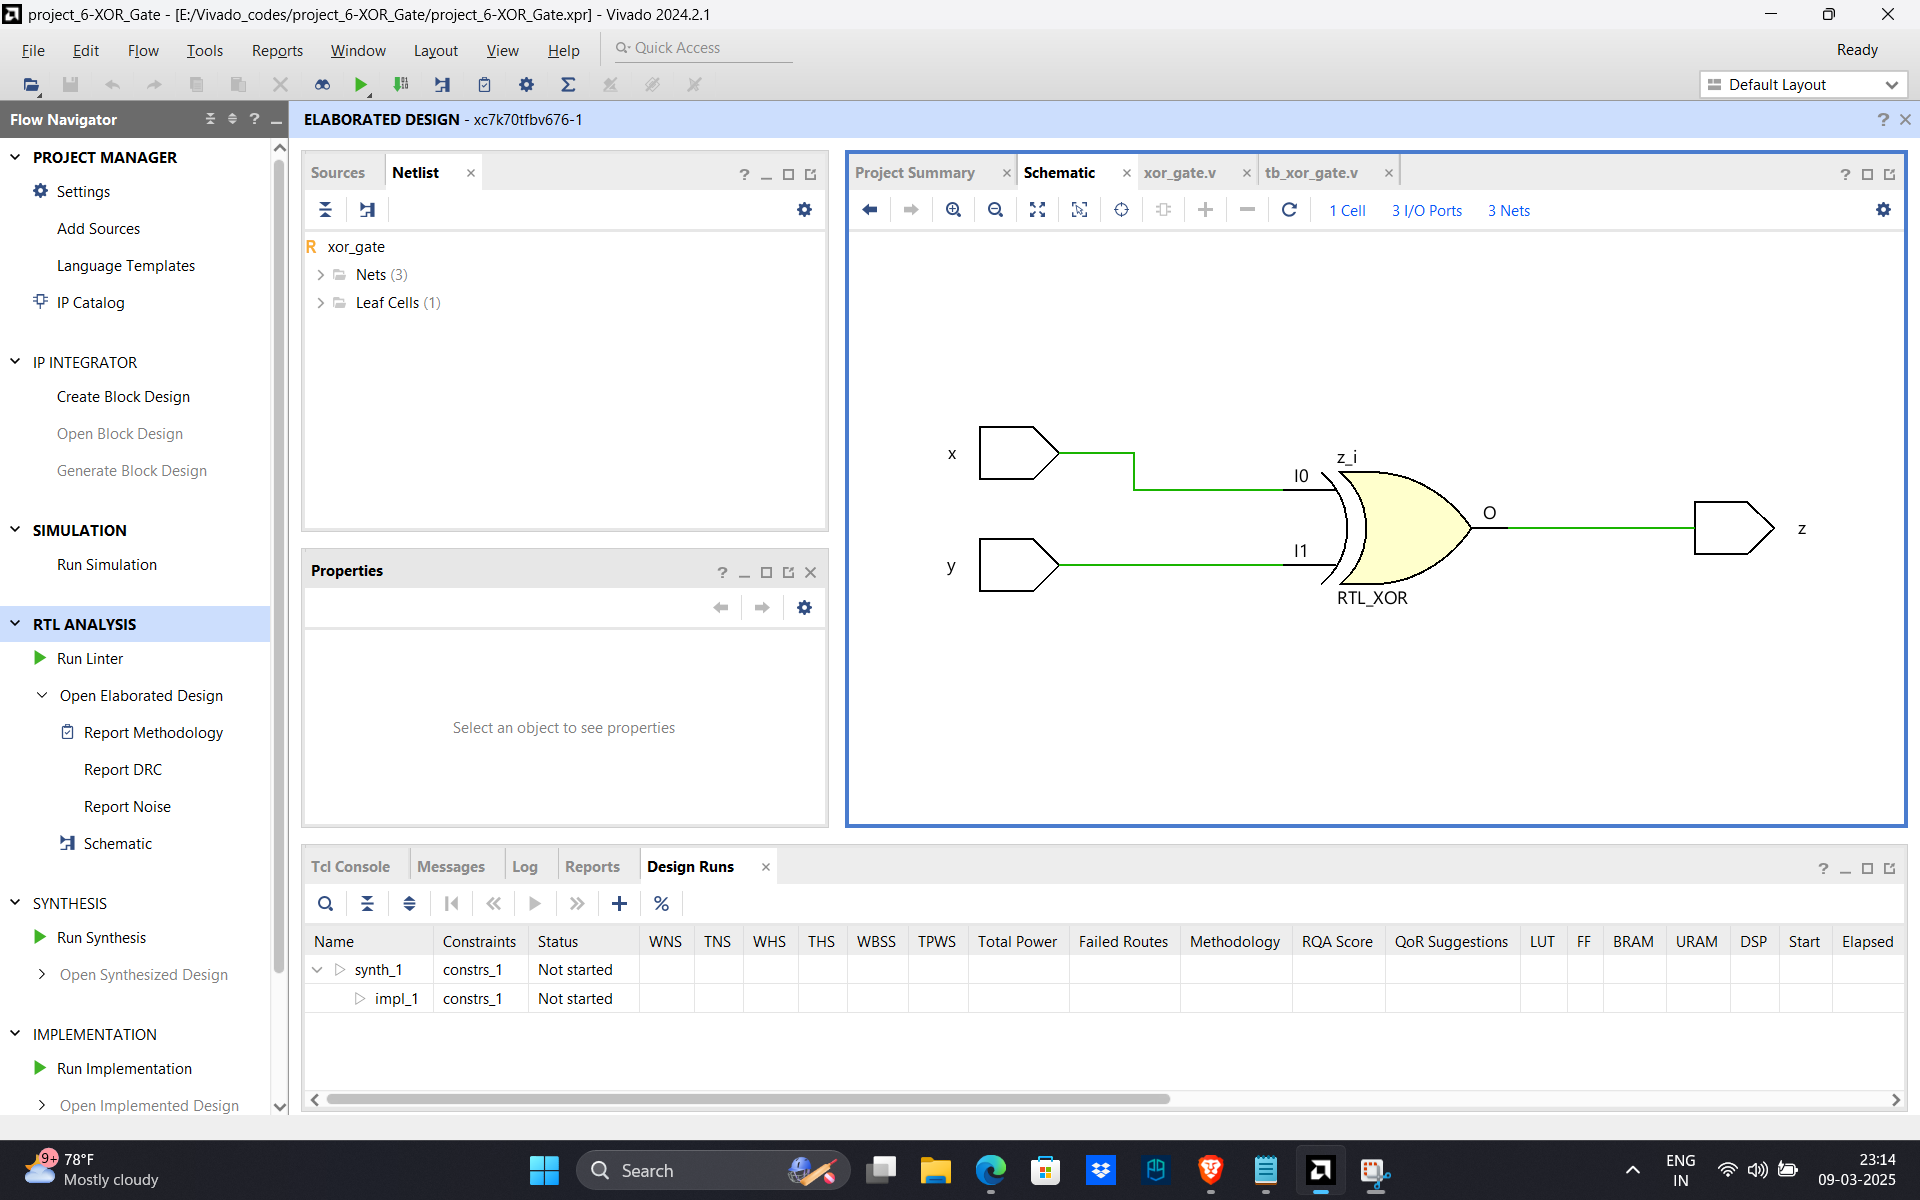 project_6-XOR_Gate - [E:/Vivado_codes/project_6-XOR_Gate/project_6-XOR_Gate.xpr] - Vivado 2024.2.1
File Edit Flow Tools Reports Window Layout View Help Quick Access Ready
Default Layout
Flow Navigator
ELABORATED DESIGN - xc7k70tfbv676-1
PROJECT MANAGER
Settings
Add Sources
Language Templates
IP Catalog
IP INTEGRATOR
Create Block Design
Open Block Design
Generate Block Design
SIMULATION
Run Simulation
RTL ANALYSIS
Run Linter
Open Elaborated Design
Report Methodology
Report DRC
Report Noise
Schematic
SYNTHESIS
Run Synthesis
Open Synthesized Design
IMPLEMENTATION
Run Implementation
Open Implemented Design
Sources Netlist
R xor_gate
Nets (3)
Leaf Cells (1)
Properties
Select an object to see properties
Project Summary Schematic xor_gate.v tb_xor_gate.v
1 Cell 3 I/O Ports 3 Nets
x
y
I0
I1
z_i
RTL_XOR
O
z
Tcl Console Messages Log Reports Design Runs
Name Constraints Status WNS TNS WHS THS WBSS TPWS Total Power Failed Routes Methodology RQA Score QoR Suggestions LUT FF BRAM URAM DSP Start Elapsed
synth_1 constrs_1 Not started
impl_1 constrs_1 Not started
9+ 78°F
Mostly cloudy
Search
ENG
IN
23:14
09-03-2025